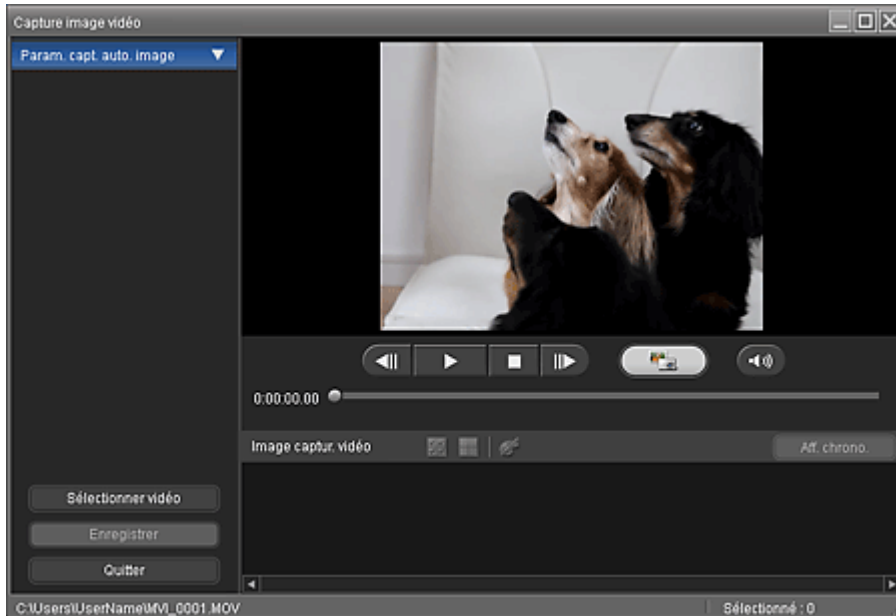 Capture image vidéo
Param. capt. auto. image
0:00:00.00
Image captur. vidéo
Aff. chrono.
Sélectionner vidéo
Enregistrer
Quitter
C:\Users\UserName\MVI_0001.MOV
Sélectionné : 0